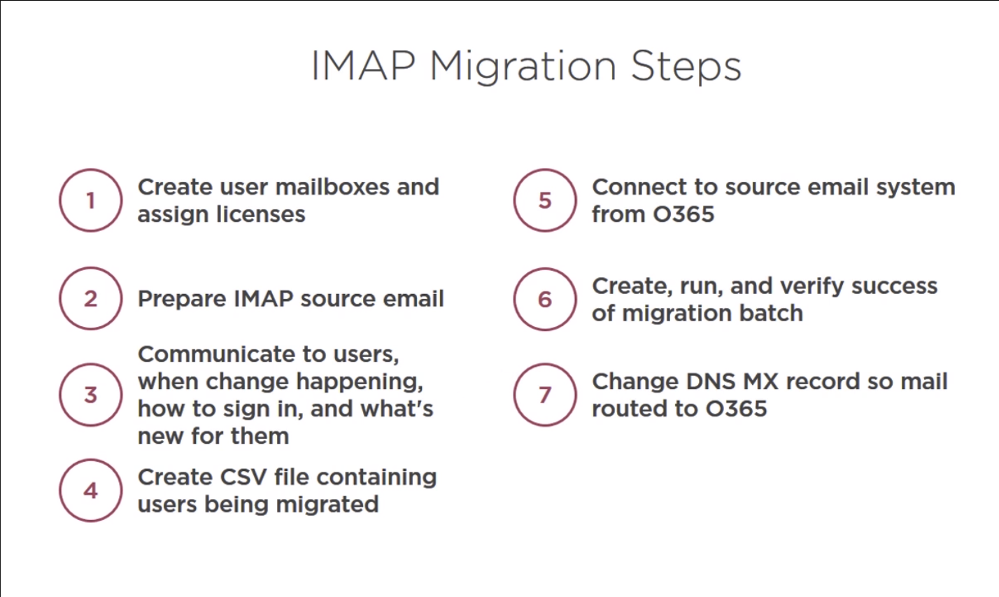 IMAP Migration Steps
1
Create user mailboxes and
assign licenses
2
Prepare IMAP source email
3
Communicate to users,
when change happening,
how to sign in, and what's
new for them
4
Create CSV file containing
users being migrated
5
Connect to source email system
from O365
6
Create, run, and verify success
of migration batch
7
Change DNS MX record so mail
routed to O365